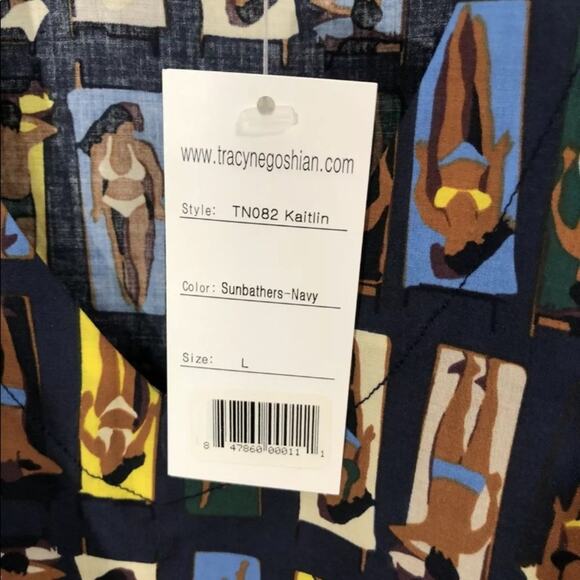 www.tracynegoshian.com
Style: TN082 Kaitlin
Color: Sunbathers-Navy
Size: L
8 47860 00011 1